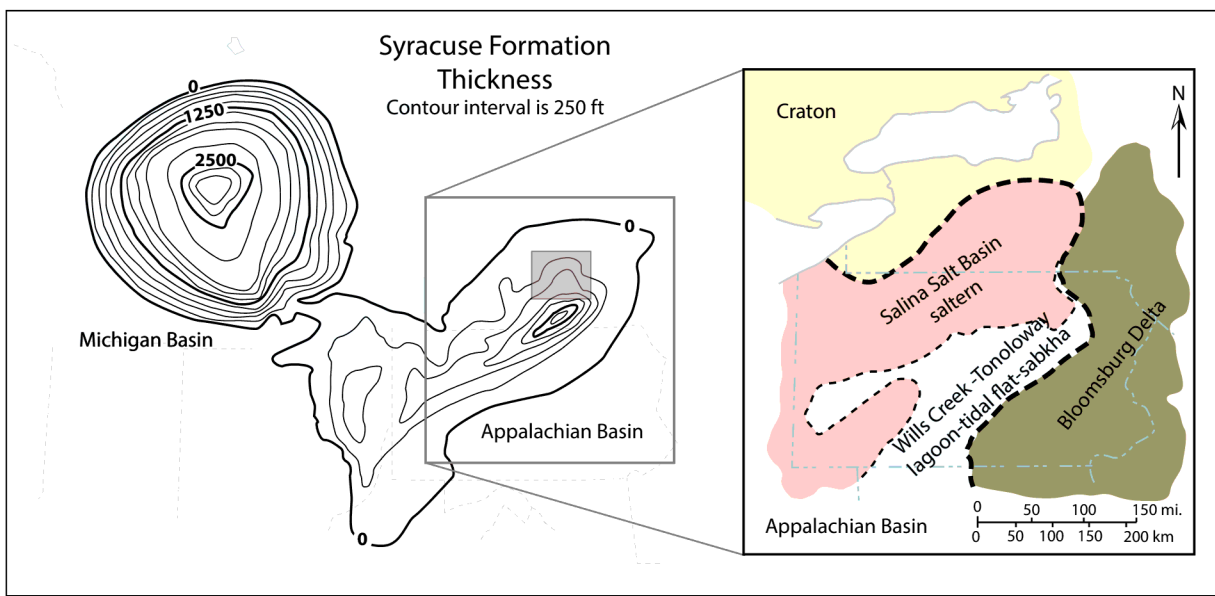 Syracuse Formation
Thickness
Contour interval is 250 ft
0
1250
2500
Michigan Basin
0
Appalachian Basin
0
Craton
N
Salina Salt Basin
saltern
Wills Creek -Tonoloway
lagoon-tidal flat-sabkha
Bloomsburg Delta
Appalachian Basin
0 50 100 150 mi.
0 50 100 150 200 km